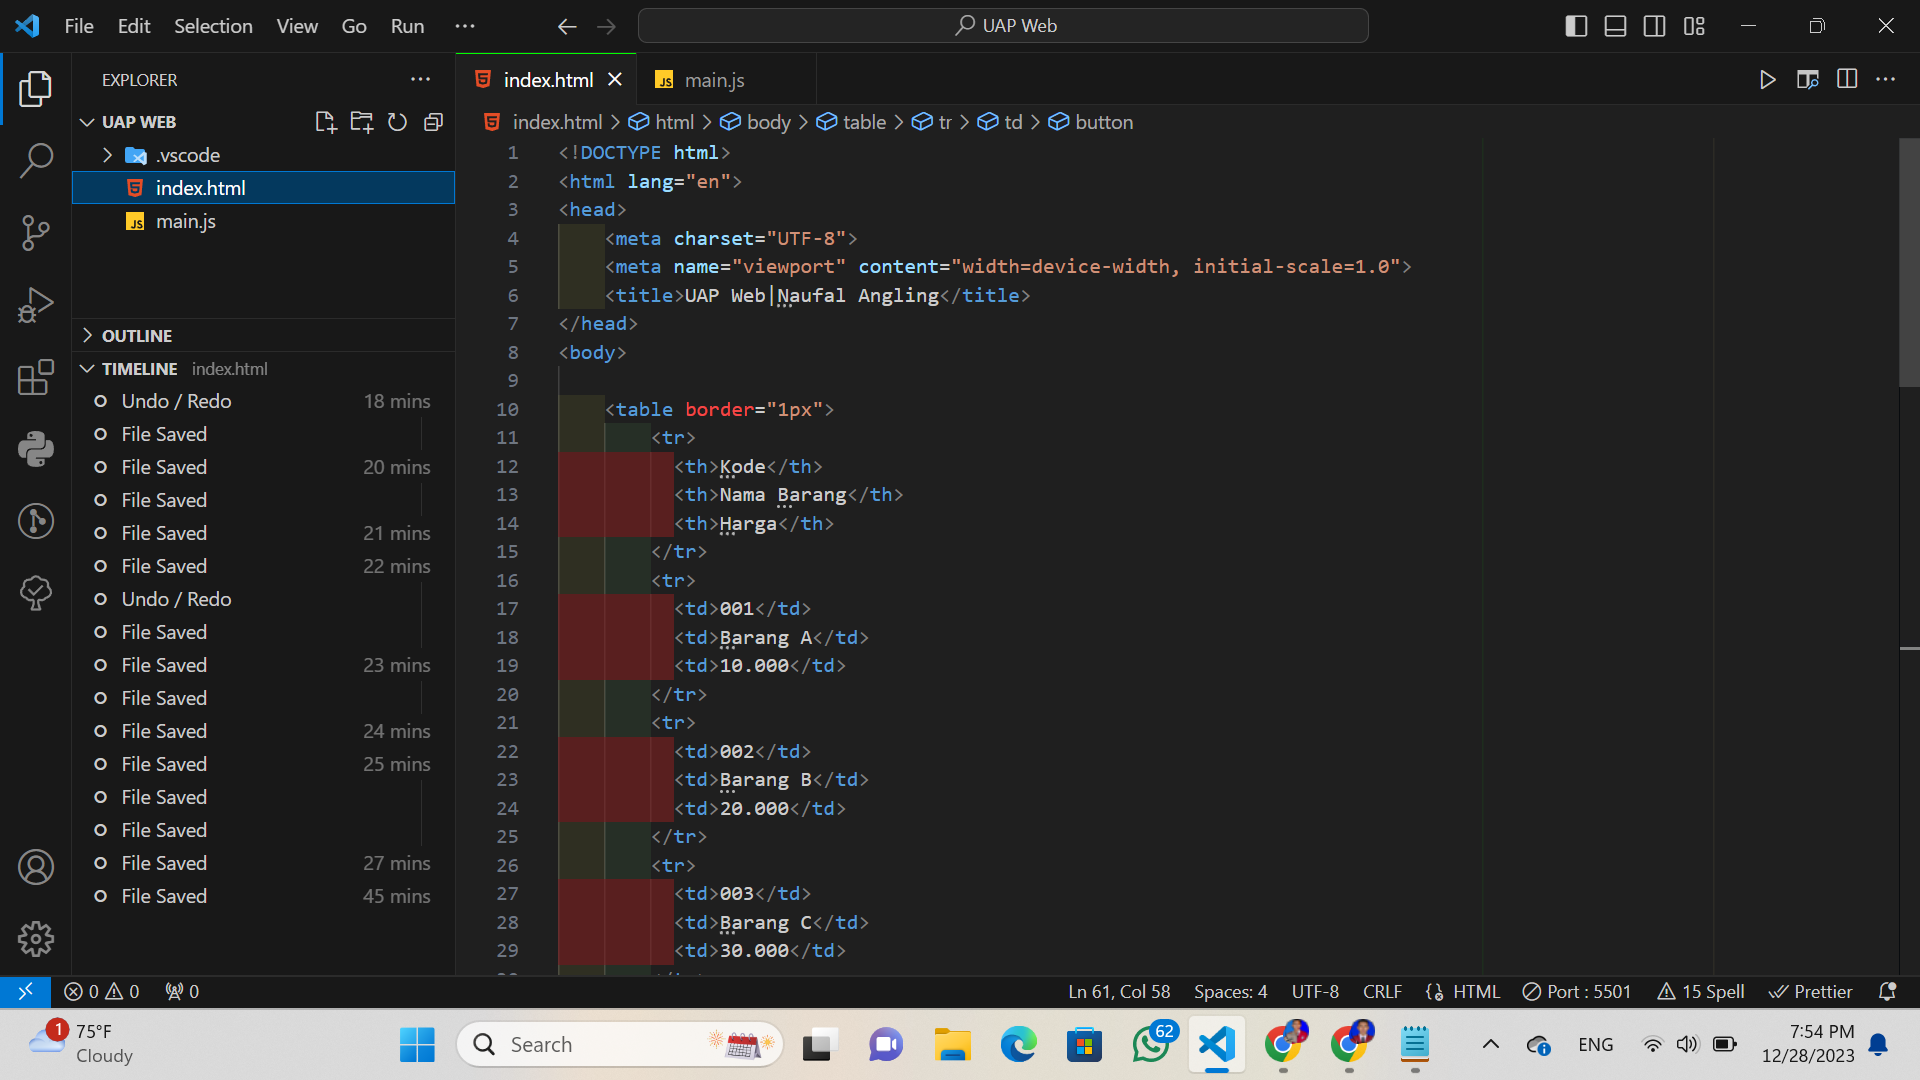 File Edit Selection View Go Run ··· UAP Web
EXPLORER ···
UAP WEB
.vscode
index.html
JS main.js
OUTLINE
TIMELINE index.html
Undo / Redo 18 mins
File Saved
File Saved 20 mins
File Saved
File Saved 21 mins
File Saved 22 mins
Undo / Redo
File Saved
File Saved 23 mins
File Saved
File Saved 24 mins
File Saved 25 mins
File Saved
File Saved
File Saved 27 mins
File Saved 45 mins
5 index.html JS main.js
5 index.html > html > body > table > tr > td > button
1 <!DOCTYPE html>
2 <html lang="en">
3 <head>
4 <meta charset="UTF-8">
5 <meta name="viewport" content="width=device-width, initial-scale=1.0">
6 <title>UAP Web|Naufal Angling</title>
7 </head>
8 <body>
9
10 <table border="1px">
11 <tr>
12 <th>Kode</th>
13 <th>Nama Barang</th>
14 <th>Harga</th>
15 </tr>
16 <tr>
17 <td>001</td>
18 <td>Barang A</td>
19 <td>10.000</td>
20 </tr>
21 <tr>
22 <td>002</td>
23 <td>Barang B</td>
24 <td>20.000</td>
25 </tr>
26 <tr>
27 <td>003</td>
28 <td>Barang C</td>
29 <td>30.000</td>
0 0 0 Ln 61, Col 58 Spaces: 4 UTF-8 CRLF HTML Port : 5501 15 Spell Prettier
1 75°F
Cloudy
Search
62
ENG
7:54 PM
12/28/2023